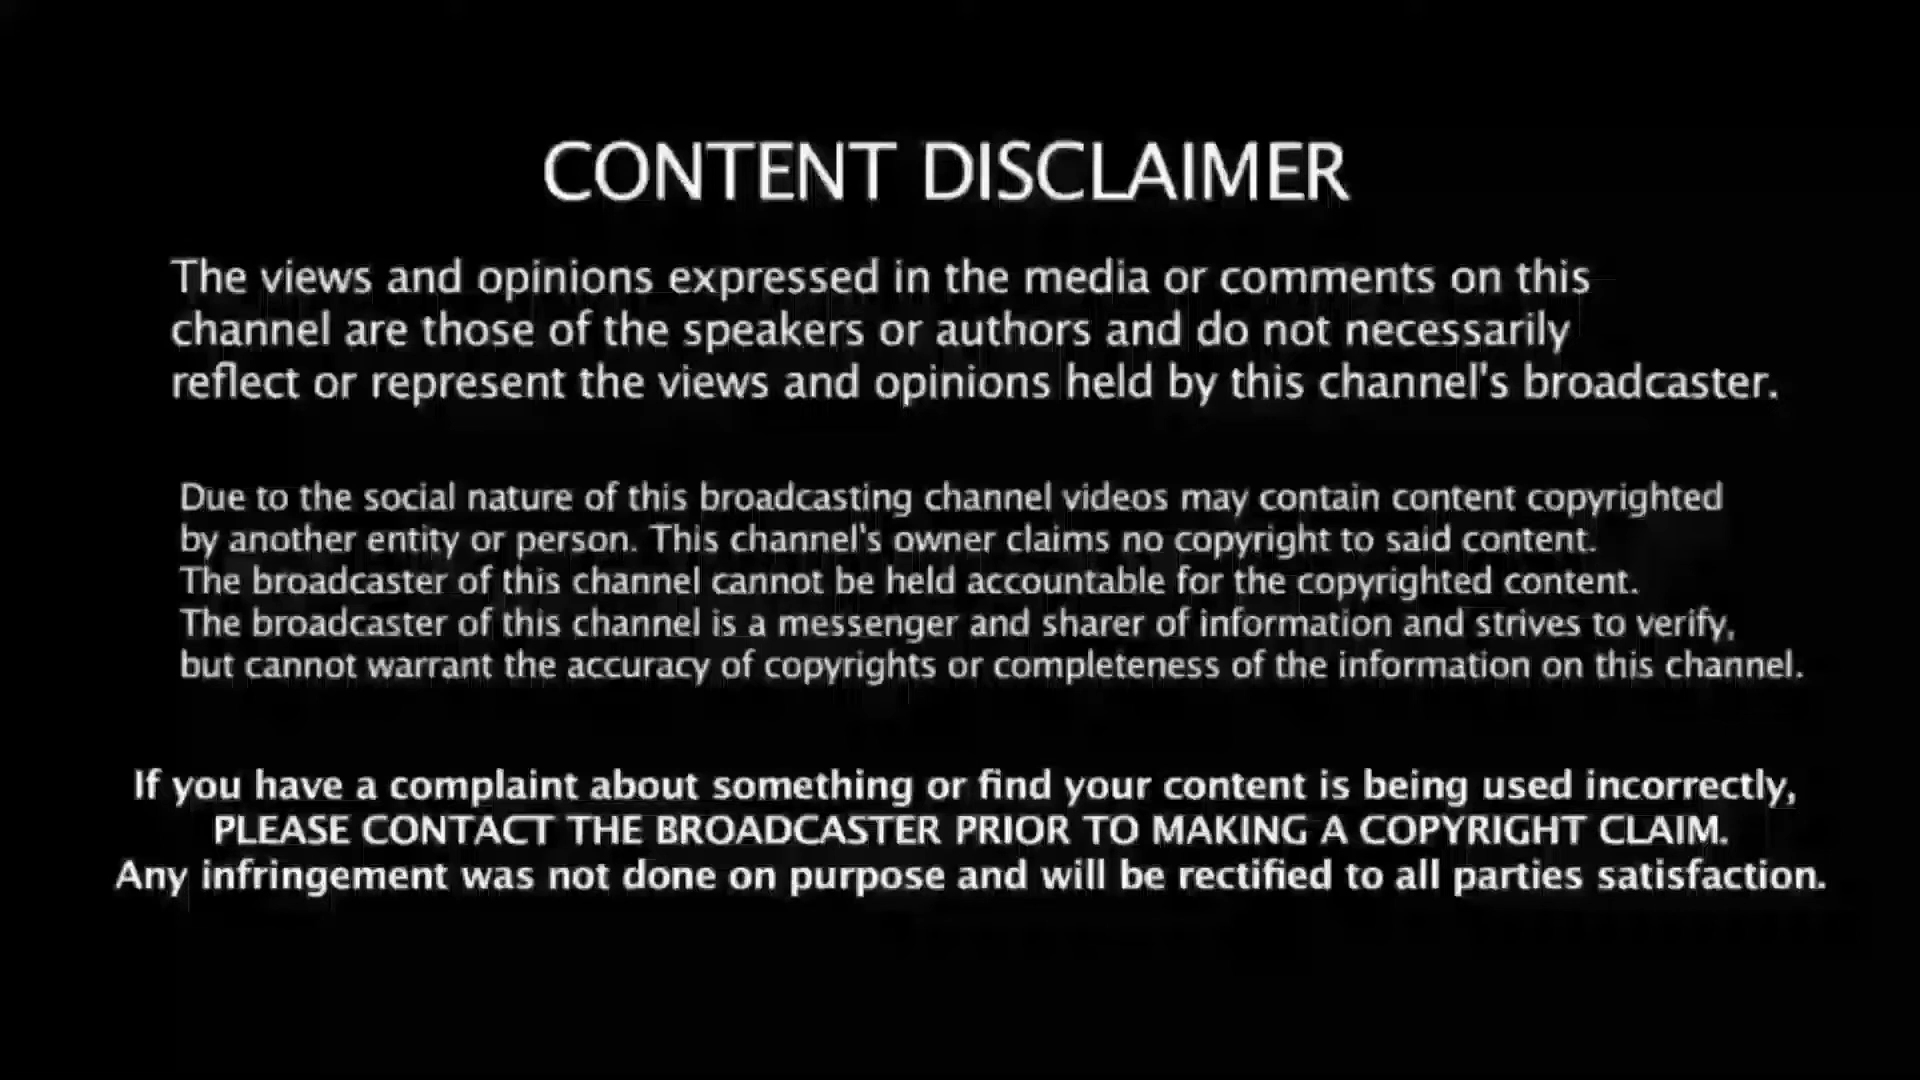 CONTENT DISCLAIMER
The views and opinions expressed in the media or comments on this
channel are those of the speakers or authors and do not necessarily
reflect or represent the views and opinions held by this channel's broadcaster.
Due to the social nature of this broadcasting channel videos may contain content copyrighted
by another entity or person. This channel's owner claims no copyright to said content.
The broadcaster of this channel cannot be held accountable for the copyrighted content.
The broadcaster of this channel is a messenger and sharer of information and strives to verify,
but cannot warrant the accuracy of copyrights or completeness of the information on this channel.
If you have a complaint about something or find your content is being used incorrectly,
PLEASE CONTACT THE BROADCASTER PRIOR TO MAKING A COPYRIGHT CLAIM.
Any infringement was not done on purpose and will be rectified to all parties satisfaction.